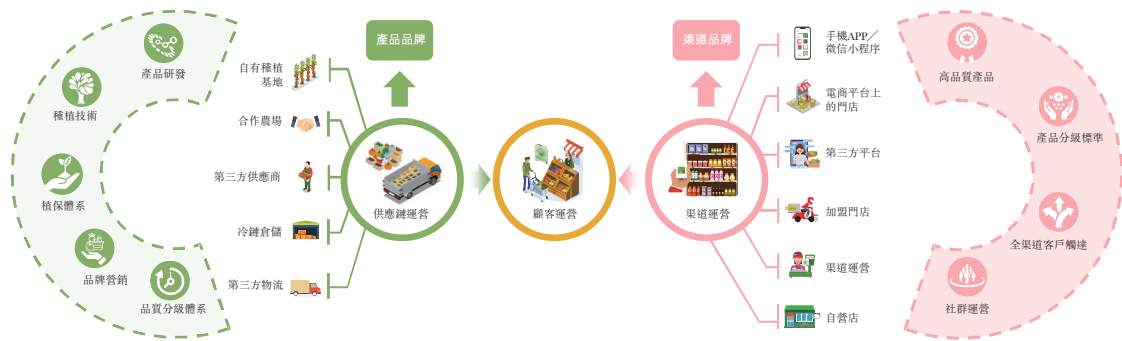 產品研發
種植技術
植保體系
品牌營銷
品質分級體系
自有種植
基地
合作農場
第三方供應商
冷鏈倉儲
第三方物流
產品品牌
供應鏈運營
顧客運營
渠道品牌
渠道運營
手機APP／
微信小程序
電商平台上
的門店
第三方平台
加盟門店
渠道運營
自營店
高品質產品
產品分級標準
全渠道客戶觸達
社群運營